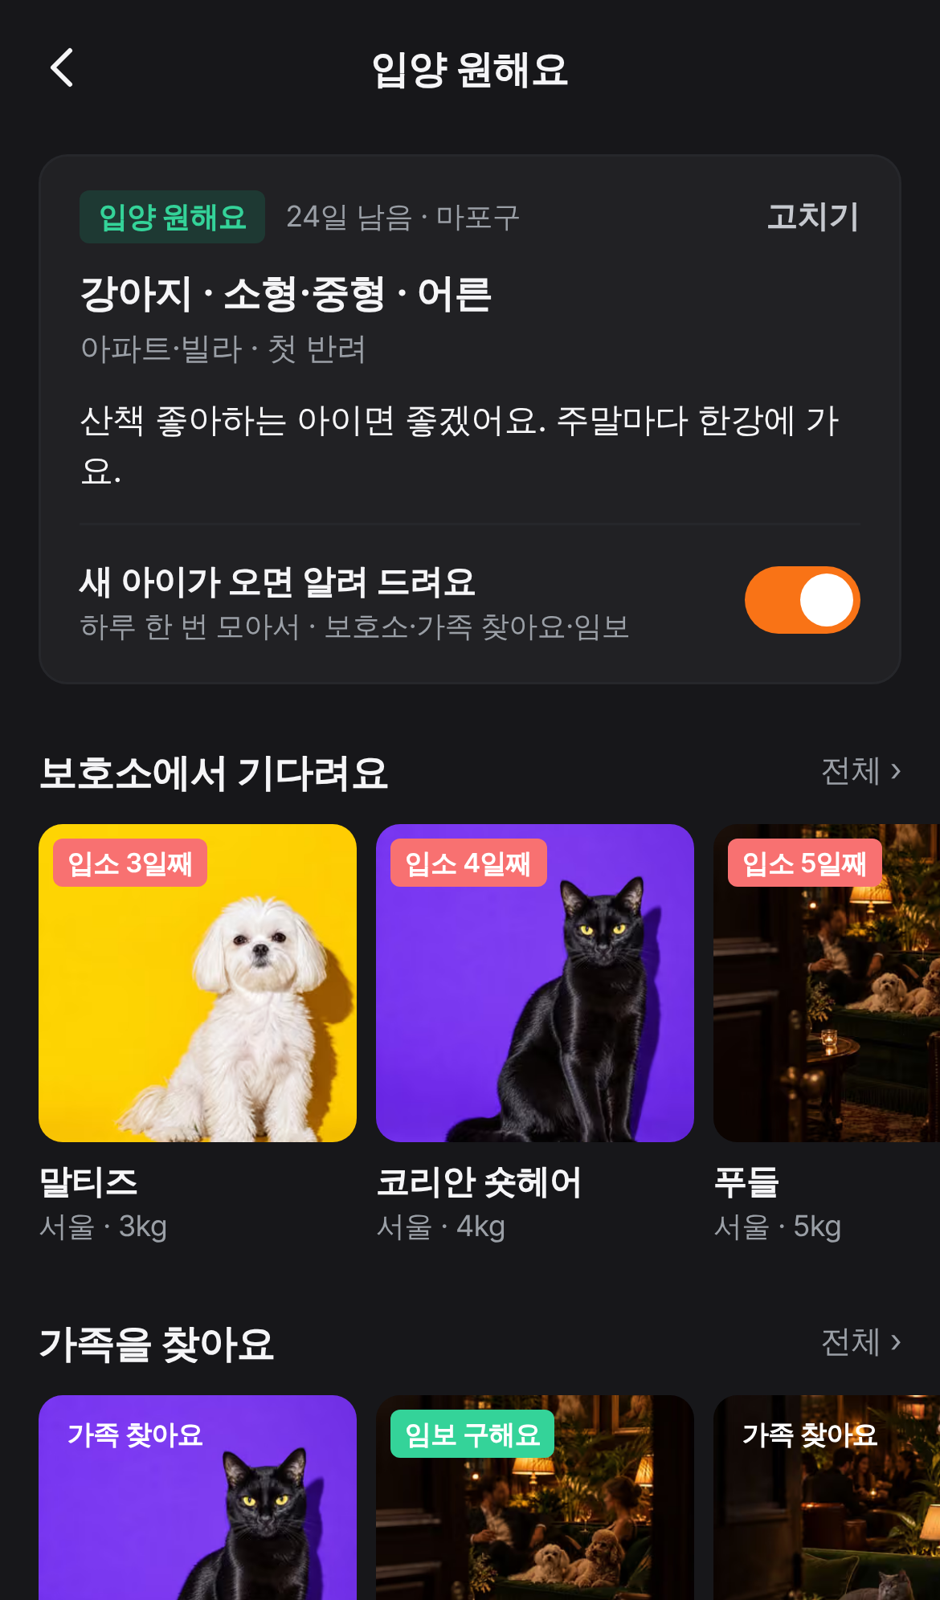 입양 원해요
입양 원해요 24일 남음 · 마포구 고치기
강아지 · 소형·중형 · 어른
아파트·빌라 · 첫 반려
산책 좋아하는 아이면 좋겠어요. 주말마다 한강에 가
요.
새 아이가 오면 알려 드려요
하루 한 번 모아서 · 보호소·가족 찾아요·임보
보호소에서 기다려요 전체 ›
입소 3일째 입소 4일째 입소 5일째
말티즈 코리안 숏헤어 푸들
서울 · 3kg 서울 · 4kg 서울 · 5kg
가족을 찾아요 전체 ›
가족 찾아요 임보 구해요 가족 찾아요